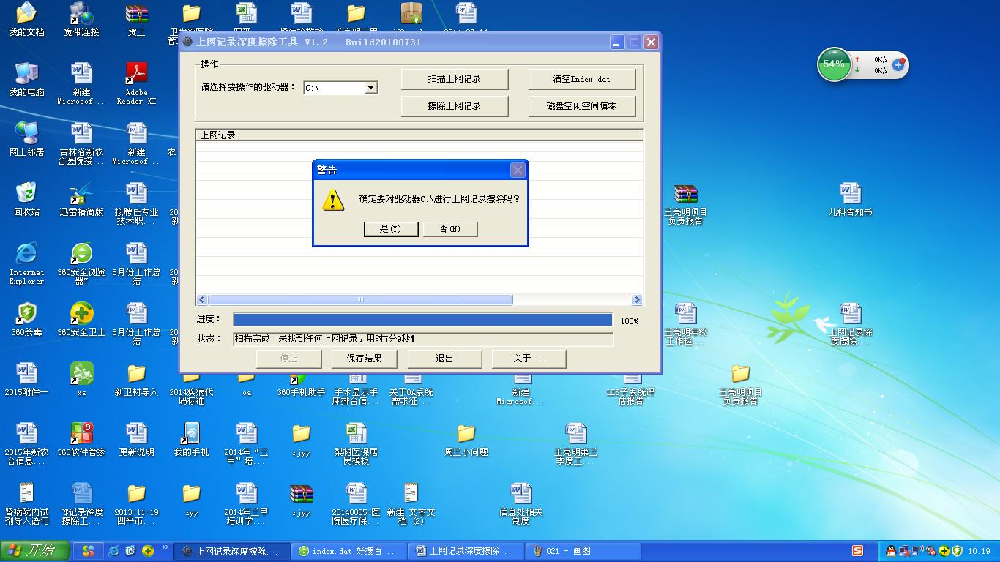 我的文档
宽带连接
贺工
2014-07-14
上网记录深度擦除工具 V1.2 Build20100731
操作
请选择要操作的驱动器：
C:\
扫描上网记录
清空Index.dat
擦除上网记录
磁盘空闲空间填零
上网记录
警告
确定要对驱动器C:\进行上网记录擦除吗?
是(Y)
否(N)
进度：
100%
状态：
扫描完成! 未找到任何上网记录，用时7分9秒!
停止
保存结果
退出
关于...
54%
0K/s
0K/s
我的电脑
新建
Microsof...
Adobe
Reader XI
网上邻居
吉林省新农
合医院接...
新建
Microsof...
回收站
迅雷精简版
拟聘任专业
技术职...
王亮明项目
负责报告
儿科告知书
Internet
Explorer
360安全浏览
器7
8月份工作总
结
360杀毒
360安全卫士
8月份工作总
结
王亮明年终
工作检...
上网记录深
度擦除...
2015附件一
xs
新卫材导入
2014疾病代
码标准
oa
360手机助手
手术显示手
麻排台信...
关于OA系统
需求征...
新建
Microsof...
LIS子系统评
估报告
王亮明项目
负责报告
2015年新农
合信息...
9
360软件管家
更新说明
我的手机
2014年“三
甲”培...
rjyy
梨树医保居
民模板
周三小问题
王亮明第三
季度工...
肾病院内试
剂导入语句
~$记录深度
擦除工...
2013-11-19
四平市...
zyy
2014年三甲
培训学...
rjyy
20140805-医
院医疗保...
新建 文本文
档 (2)
信息处相关
制度
开始
上网记录深度擦除...
index.dat_好搜百...
上网记录深度擦除...
021 - 画图
10:19